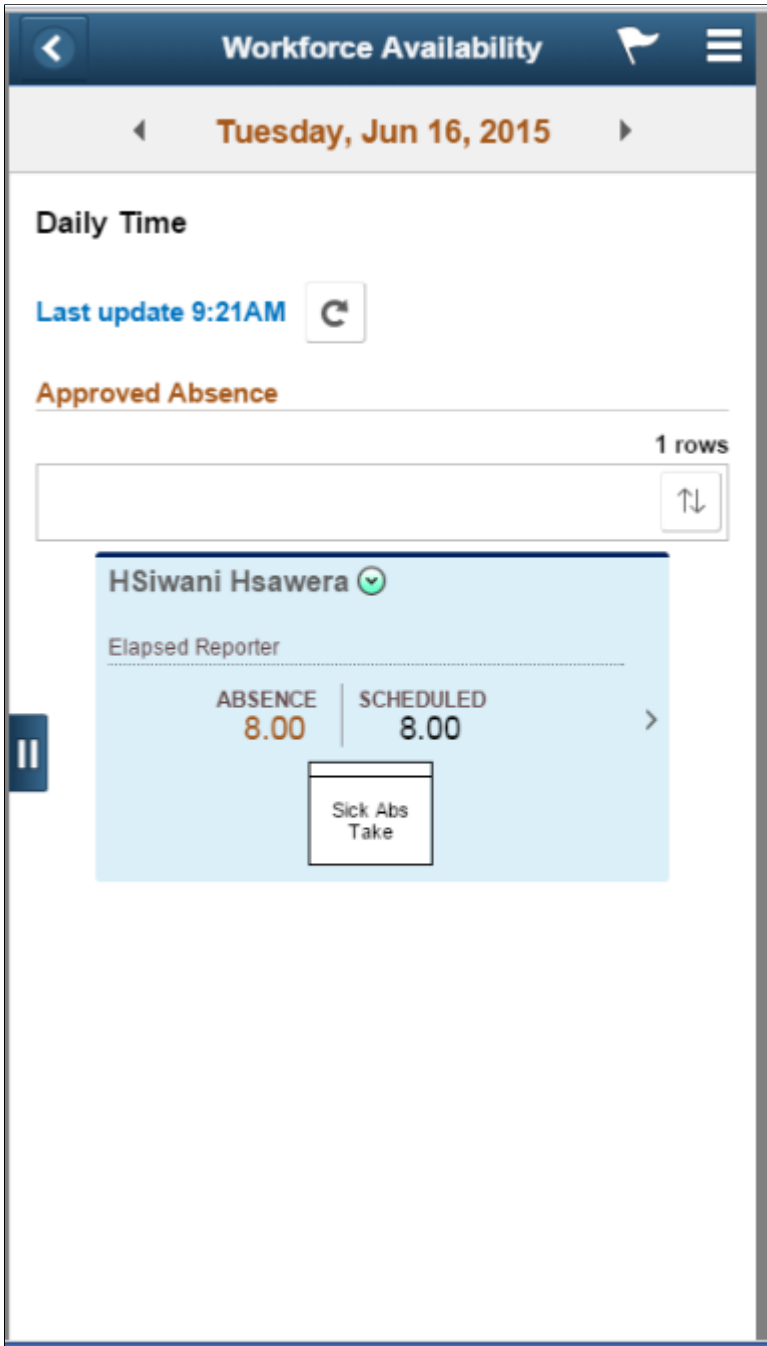 Workforce Availability
Tuesday, Jun 16, 2015
Daily Time
Last update 9:21AM
Approved Absence
1 rows
HSiwani Hsawera
Elapsed Reporter
ABSENCE SCHEDULED
8.00 8.00
Sick Abs
Take